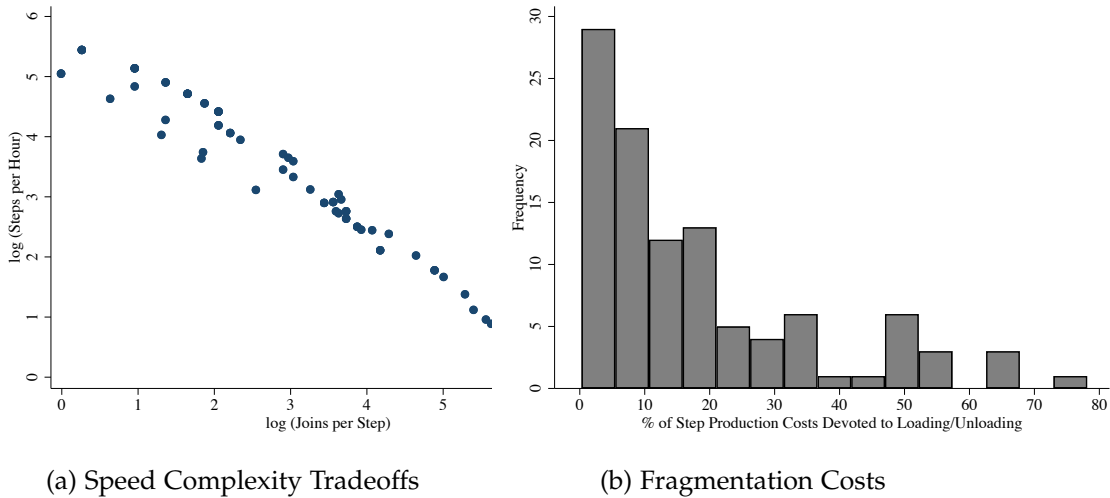 6
5
4
3
2
1
0
log (Steps per Hour)
0 1 2 3 4 5
log (Joins per Step)
(a) Speed Complexity Tradeoffs
30
25
20
15
10
5
0
Frequency
0 10 20 30 40 50 60 70 80
% of Step Production Costs Devoted to Loading/Unloading
(b) Fragmentation Costs